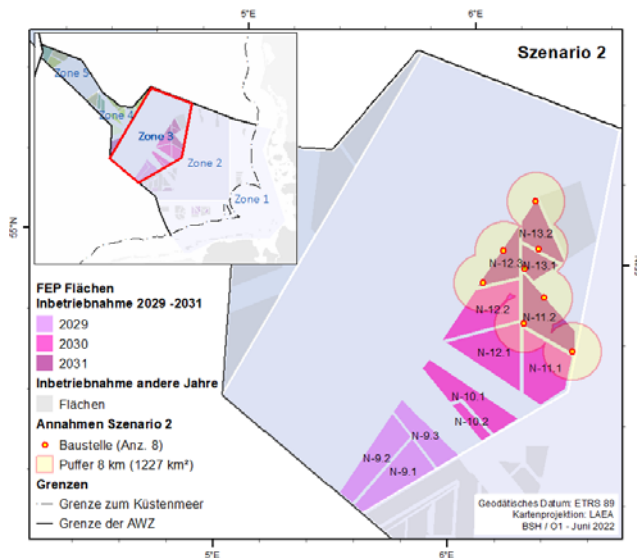 5°E
6°E
Szenario 2
Zone 5
Zone 4
Zone 3
Zone 2
Zone 1
55°N
55°N
N-13.2
N-12.3
N-13.1
N-12.2
N-11.2
N-12.1
N-11.1
N-10.1
N-10.2
N-9.3
N-9.2
N-9.1
FEP Flächen
Inbetriebnahme 2029 -2031
2029
2030
2031
Inbetriebnahme andere Jahre
Flächen
Annahmen Szenario 2
Baustelle (Anz. 8)
Puffer 8 km (1227 km²)
Grenzen
Grenze zum Küstenmeer
Grenze der AWZ
Geodätisches Datum: ETRS 89
Kartenprojektion: LAEA
BSH / O1 - Juni 2022
5°E
6°E